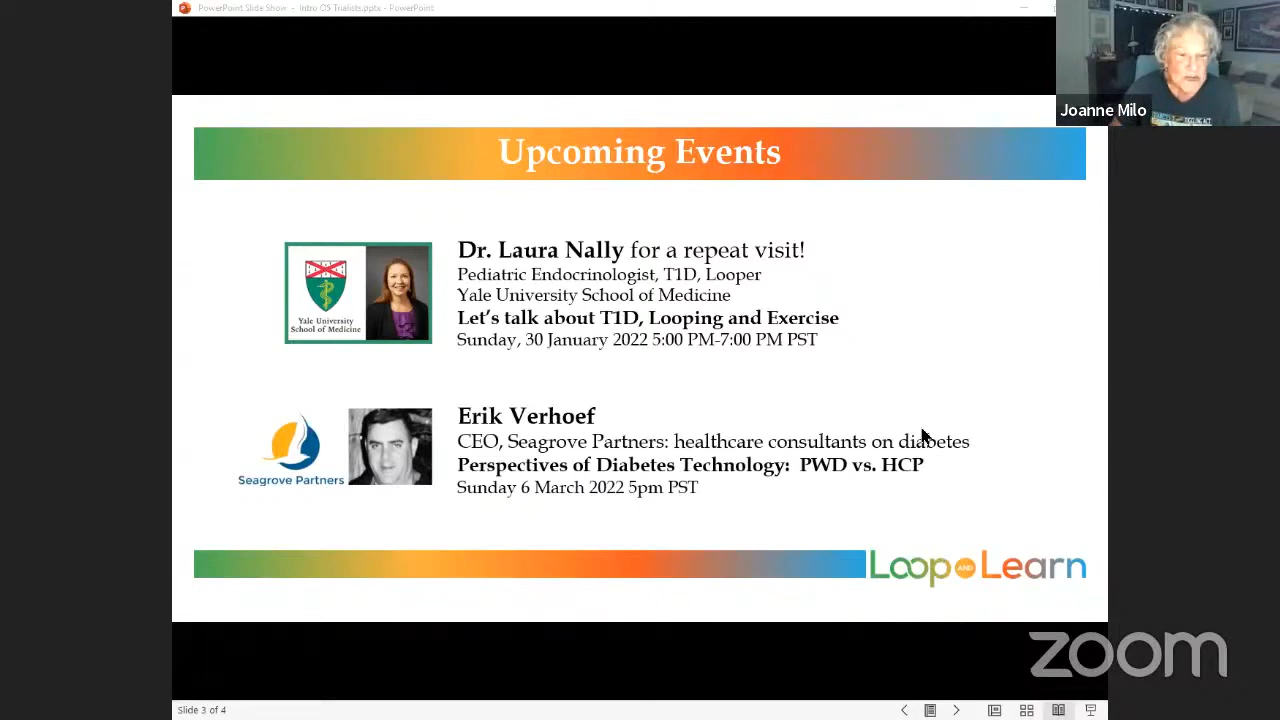 PowerPoint Slide Show - Intro OS Trialists.pptx - PowerPoint
Joanne Milo
Upcoming Events
Dr. Laura Nally for a repeat visit!
Pediatric Endocrinologist, T1D, Looper
Yale University School of Medicine
Let's talk about T1D, Looping and Exercise
Sunday, 30 January 2022 5:00 PM-7:00 PM PST
Yale University
School of Medicine
Erik Verhoef
CEO, Seagrove Partners: healthcare consultants on diabetes
Perspectives of Diabetes Technology: PWD vs. HCP
Sunday 6 March 2022 5pm PST
Seagrove Partners
Loop AND Learn
zoom
Slide 3 of 4